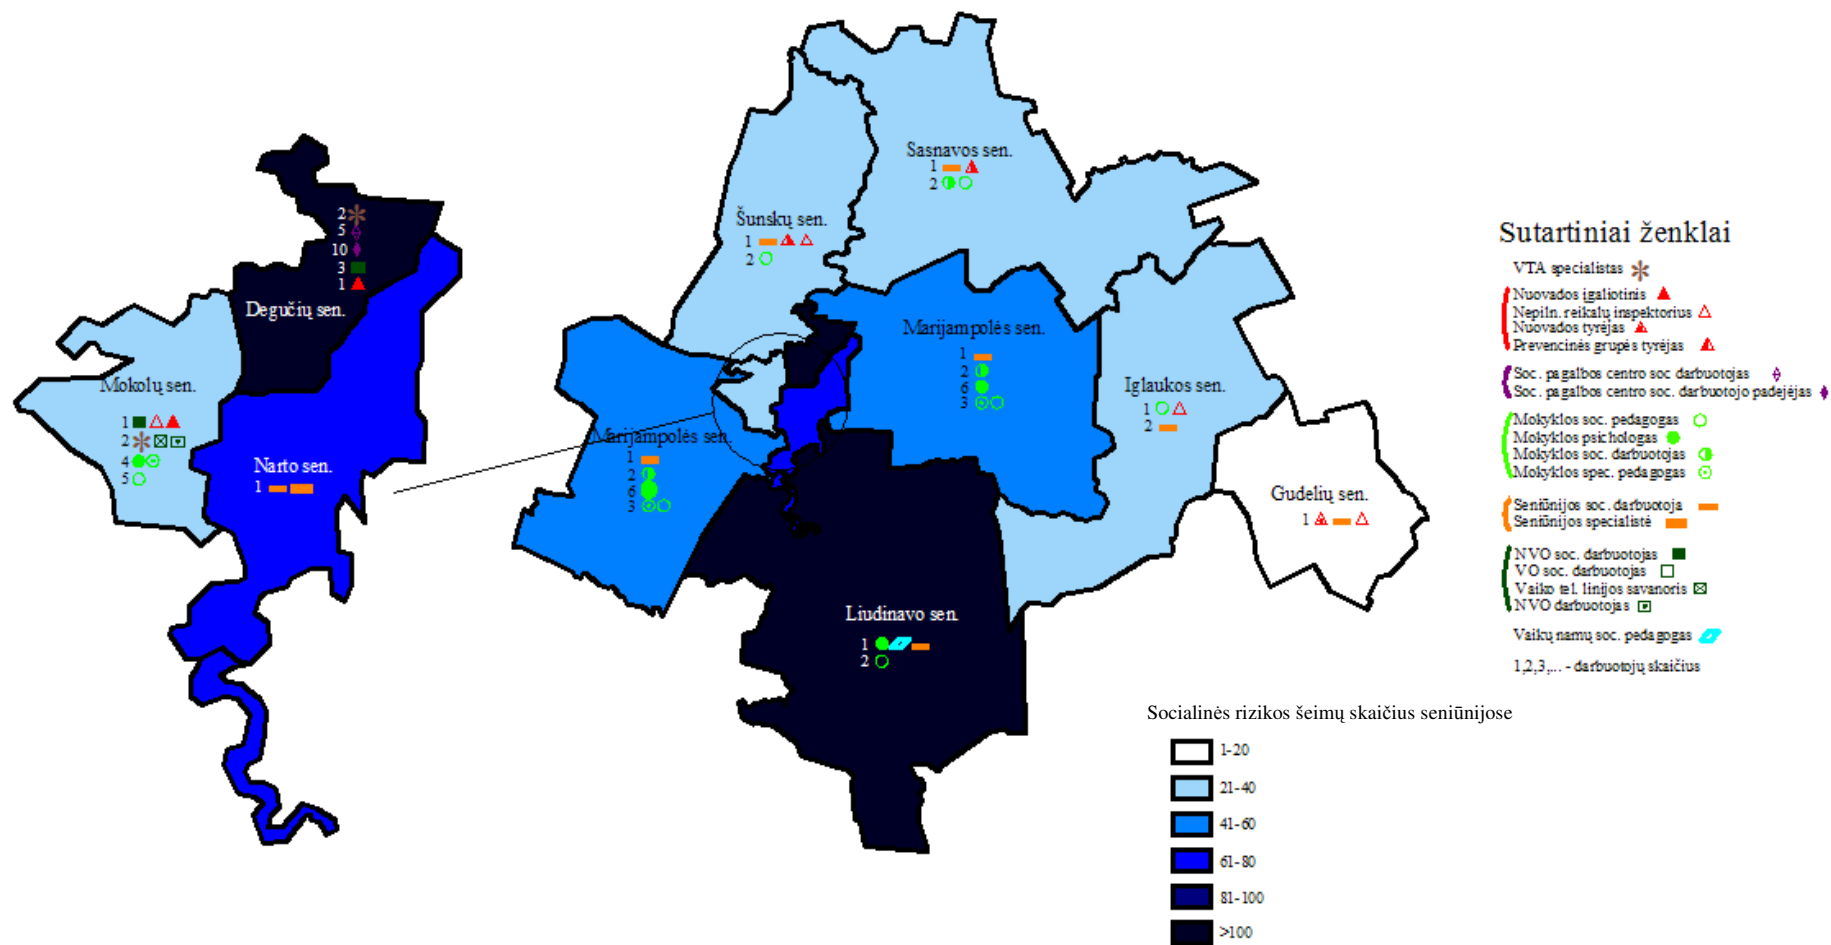 Sasnavos sen.
1
2
Šunskų sen.
1
2
2
5
10
3
1
Degučių sen.
Marijampolės sen.
1
2
6
3
Mokolų sen.
1
2
4
5
Iglaukos sen.
1
2
Marijampolės sen.
1
2
6
3
Narto sen.
1
Gudelių sen.
1
Liudinavo sen.
1
2
Sutartiniai ženklai
VTA specialistas
Nuovados įgaliotinis
Nepiln. reikalų inspektorius
Nuovados tyrėjas
Prevencinės grupės tyrėjas
Soc. pagalbos centro soc darbuotojas
Soc. pagalbos centro soc. darbuotojo padejėjas
Mokyklos soc. pedagogas
Mokyklos psichologas
Mokyklos soc. darbuotojas
Mokyklos spec. pedagogas
Seniūnijos soc. darbuotoja
Seniūnijos specialistė
NVO soc. darbuotojas
VO soc. darbuotojas
Vaiko tel. linijos savanoris
NVO darbuotojas
Vaikų namų soc. pedagogas
1,2,3,... - darbuotojų skaičius
Socialinės rizikos šeimų skaičius seniūnijose
1-20
21-40
41-60
61-80
81-100
>100